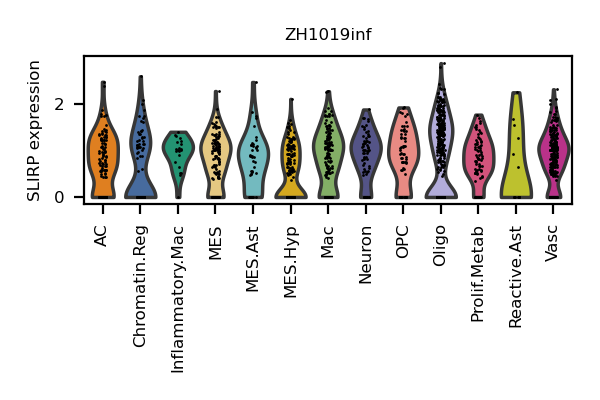 ZH1019inf
SLIRP expression
2
0
AC
Chromatin.Reg
Inflammatory.Mac
MES
MES.Ast
MES.Hyp
Mac
Neuron
OPC
Oligo
Prolif.Metab
Reactive.Ast
Vasc